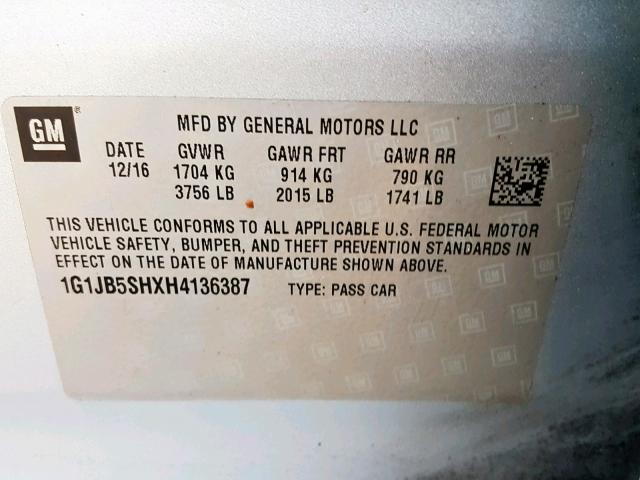 GM ®
MFD BY GENERAL MOTORS LLC
DATE GVWR GAWR FRT GAWR RR
12/16 1704 KG 914 KG 790 KG
3756 LB 2015 LB 1741 LB
THIS VEHICLE CONFORMS TO ALL APPLICABLE U.S. FEDERAL MOTOR
VEHICLE SAFETY, BUMPER, AND THEFT PREVENTION STANDARDS IN
EFFECT ON THE DATE OF MANUFACTURE SHOWN ABOVE.
1G1JB5SHXH4136387 TYPE: PASS CAR